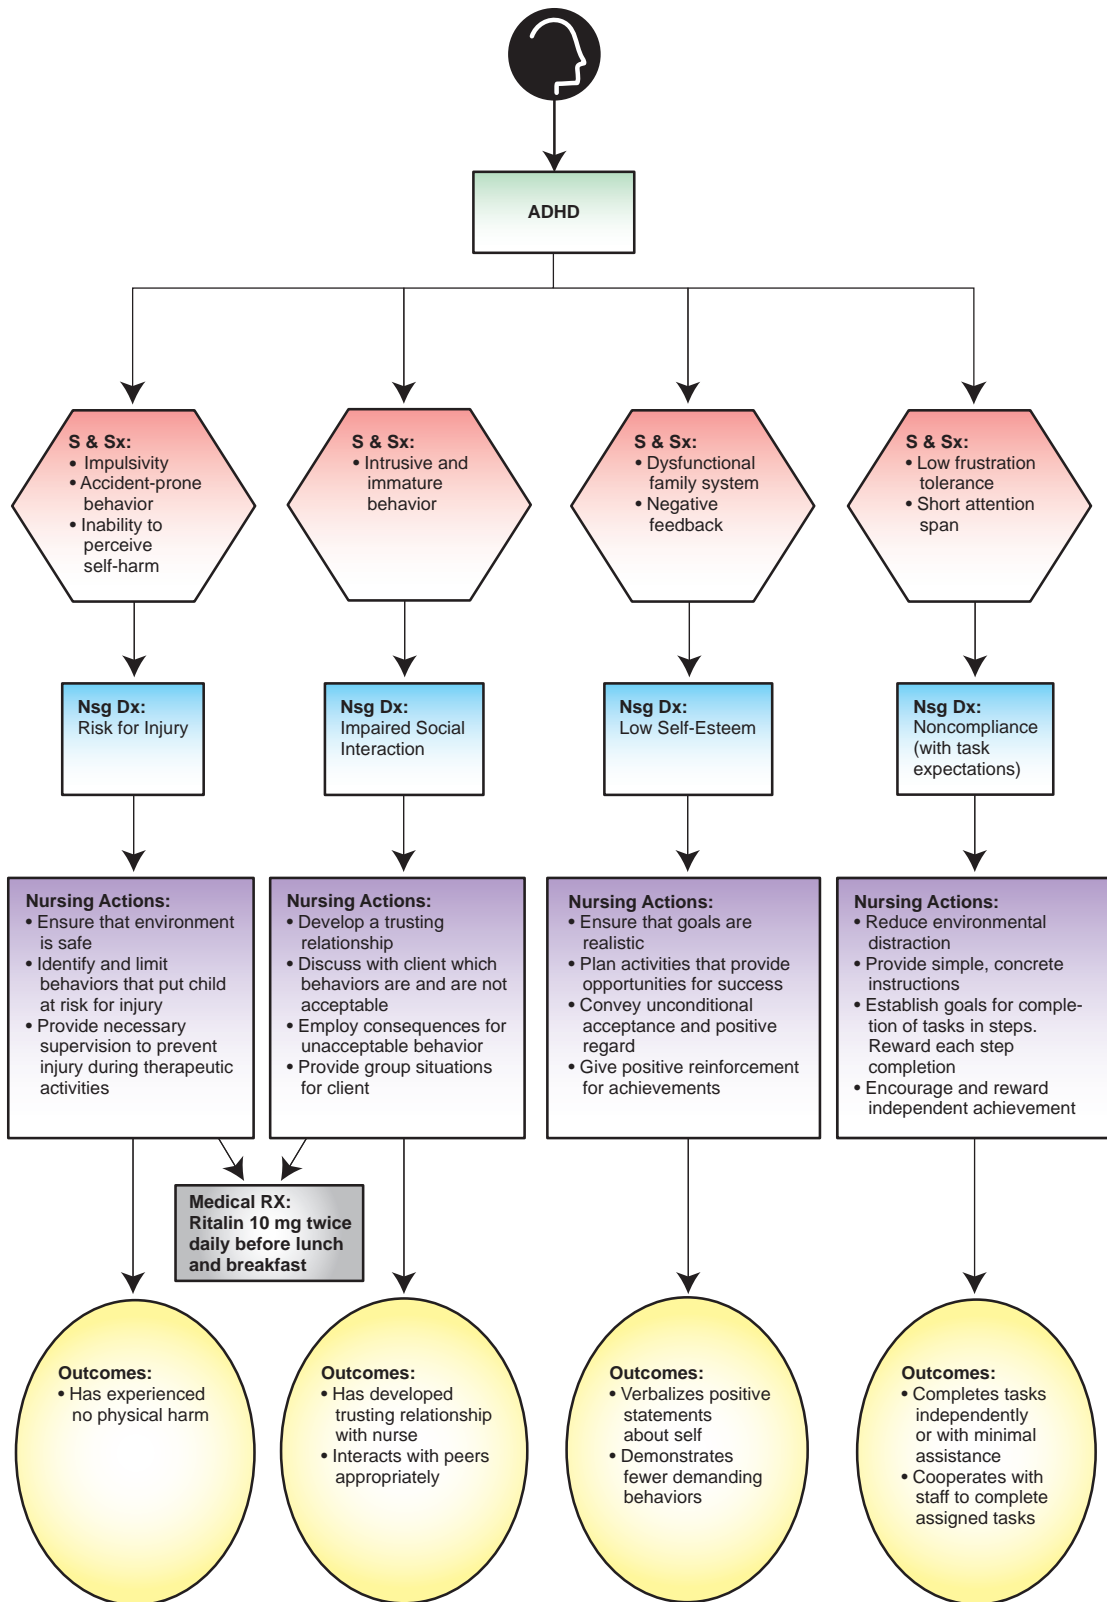 ADHD
S & Sx:
• Impulsivity
• Accident-prone
behavior
• Inability to
perceive
self-harm
S & Sx:
• Intrusive and
immature
behavior
S & Sx:
• Dysfunctional
family system
• Negative
feedback
S & Sx:
• Low frustration
tolerance
• Short attention
span
Nsg Dx:
Risk for Injury
Nsg Dx:
Impaired Social
Interaction
Nsg Dx:
Low Self-Esteem
Nsg Dx:
Noncompliance
(with task
expectations)
Nursing Actions:
• Ensure that environment
is safe
• Identify and limit
behaviors that put child
at risk for injury
• Provide necessary
supervision to prevent
injury during therapeutic
activities
Nursing Actions:
• Develop a trusting
relationship
• Discuss with client which
behaviors are and are not
acceptable
• Employ consequences for
unacceptable behavior
• Provide group situations
for client
Nursing Actions:
• Ensure that goals are
realistic
• Plan activities that provide
opportunities for success
• Convey unconditional
acceptance and positive
regard
• Give positive reinforcement
for achievements
Nursing Actions:
• Reduce environmental
distraction
• Provide simple, concrete
instructions
• Establish goals for comple-
tion of tasks in steps.
Reward each step
completion
• Encourage and reward
independent achievement
Medical RX:
Ritalin 10 mg twice
daily before lunch
and breakfast
Outcomes:
• Has experienced
no physical harm
Outcomes:
• Has developed
trusting relationship
with nurse
• Interacts with peers
appropriately
Outcomes:
• Verbalizes positive
statements
about self
• Demonstrates
fewer demanding
behaviors
Outcomes:
• Completes tasks
independently
or with minimal
assistance
• Cooperates with
staff to complete
assigned tasks